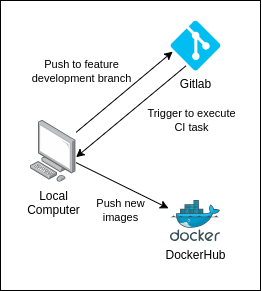 Push to feature
development branch
Gitlab
Trigger to execute
CI task
Local
Computer
Push new
images
docker
DockerHub